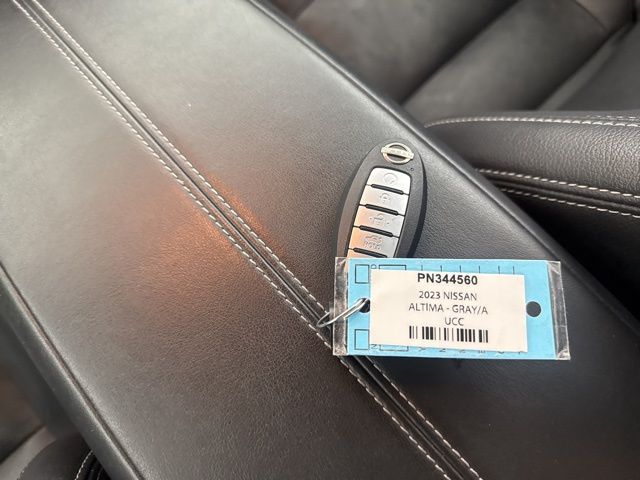 PN344560
2023 NISSAN
ALTIMA - GRAY/A
UCC